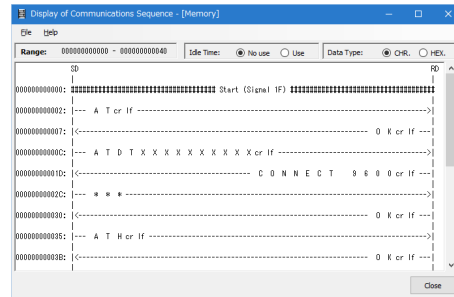 Display of Communications Sequence - [Memory]
File Help
Range: 000000000000 - 000000000040 Idle Time: No use Use Data Type: CHR. HEX.
SD RD
000000000000: ‡‡‡‡‡‡‡‡‡‡‡‡‡‡‡‡‡‡‡‡‡‡‡‡‡‡‡‡ Start (Signal 1F) ‡‡‡‡‡‡‡‡‡‡‡‡‡‡‡‡‡‡‡‡‡‡‡‡‡‡‡‡
000000000002: |--- A T cr lf ------------------------------------------------>|
000000000007: |<------------------------------------------------ O K cr lf ---|
00000000000C: |--- A T D T X X X X X X X X X X cr lf ------------------------>|
00000000001D: |<---------------------------- C O N N E C T 9 6 0 0 cr lf ---|
00000000002C: |--- * * * ---------------------------------------------------->|
000000000030: |<------------------------------------------------ O K cr lf ---|
000000000035: |--- A T H cr lf ---------------------------------------------->|
00000000003B: |<------------------------------------------------ O K cr lf ---|
Close